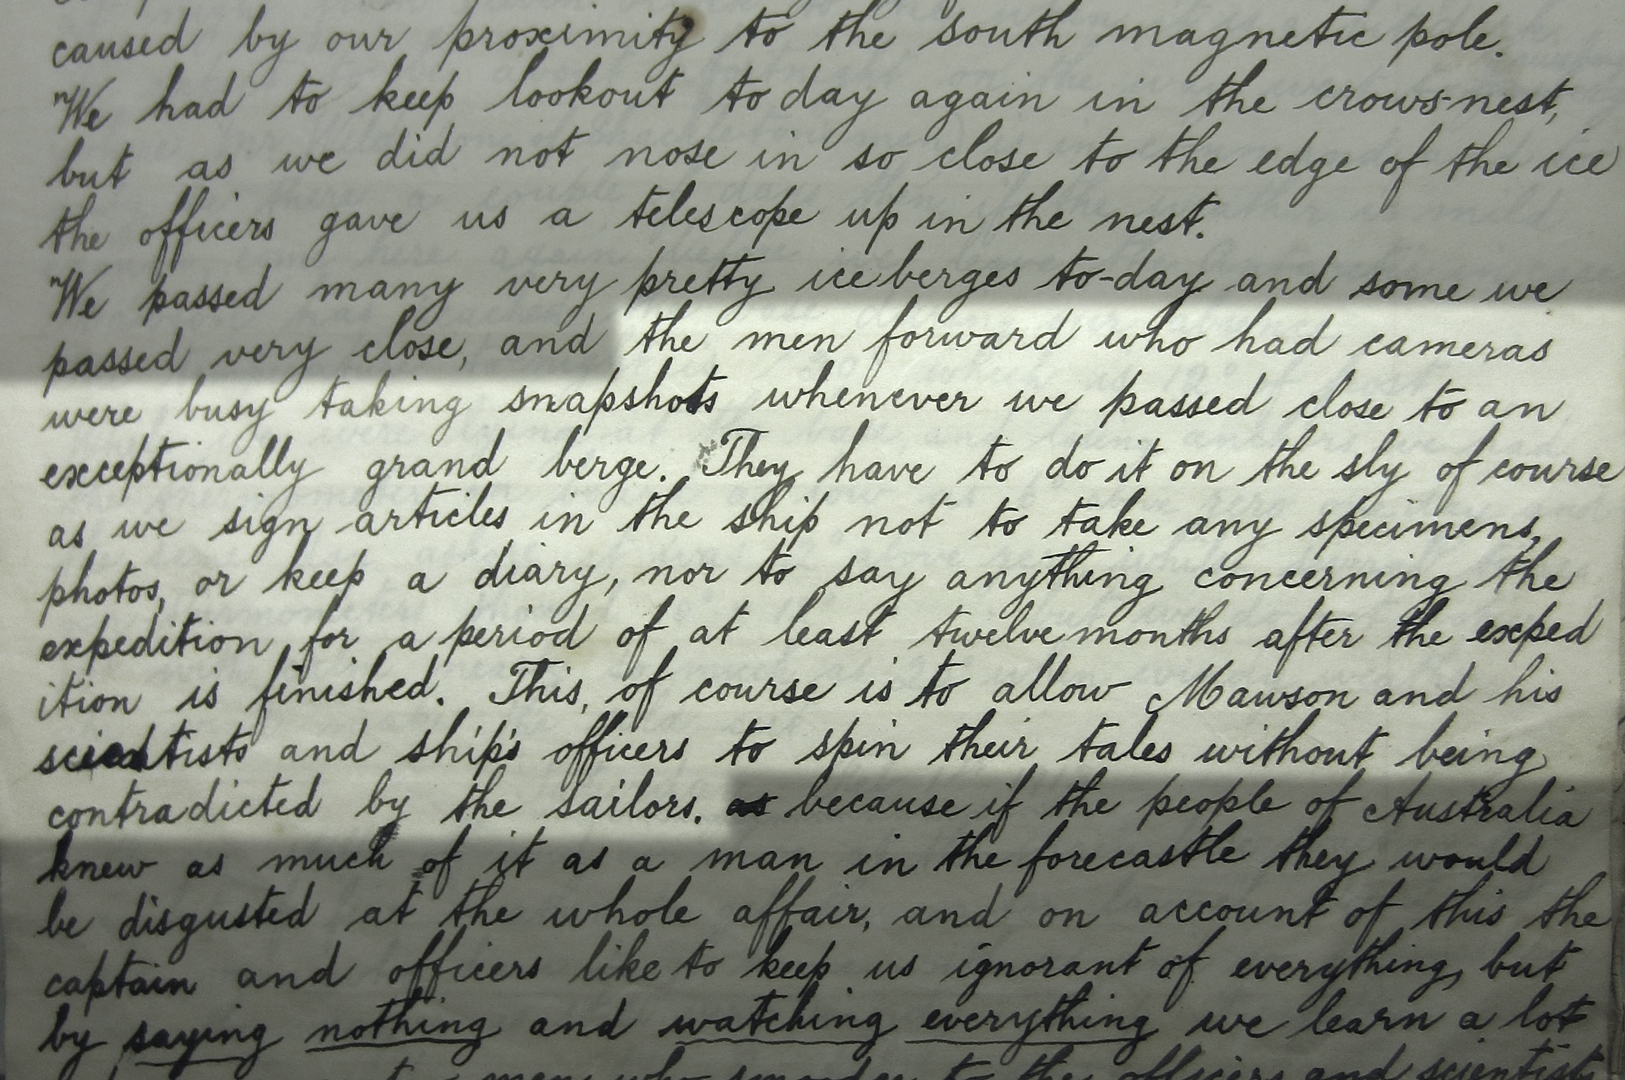 caused by our proximity to the south magnetic pole.
"We had to keep lookout to day again in the crows-nest,
but as we did not nose in so close to the edge of the ice
the officers gave us a telescope up in the nest.
"We passed many very pretty ice berges to-day and some we
passed very close, and the men forward who had cameras
were busy taking snapshots whenever we passed close to an
exceptionally grand berge. They have to do it on the sly of course
as we sign articles in the ship not to take any specimens,
photos, or keep a diary, nor to say anything concerning the
expedition for a period of at least twelve months after the exped
ition is finished. This, of course is to allow Mawson and his
scientists and ship's officers to spin their tales without being
contradicted by the sailors. as because if the people of Australia
knew as much of it as a man in the forecastle they would
be disgusted at the whole affair, and on account of this the
captain and officers like to keep us ignorant of everything, but
by saying nothing and watching everything we learn a lot
to the officers and scientists